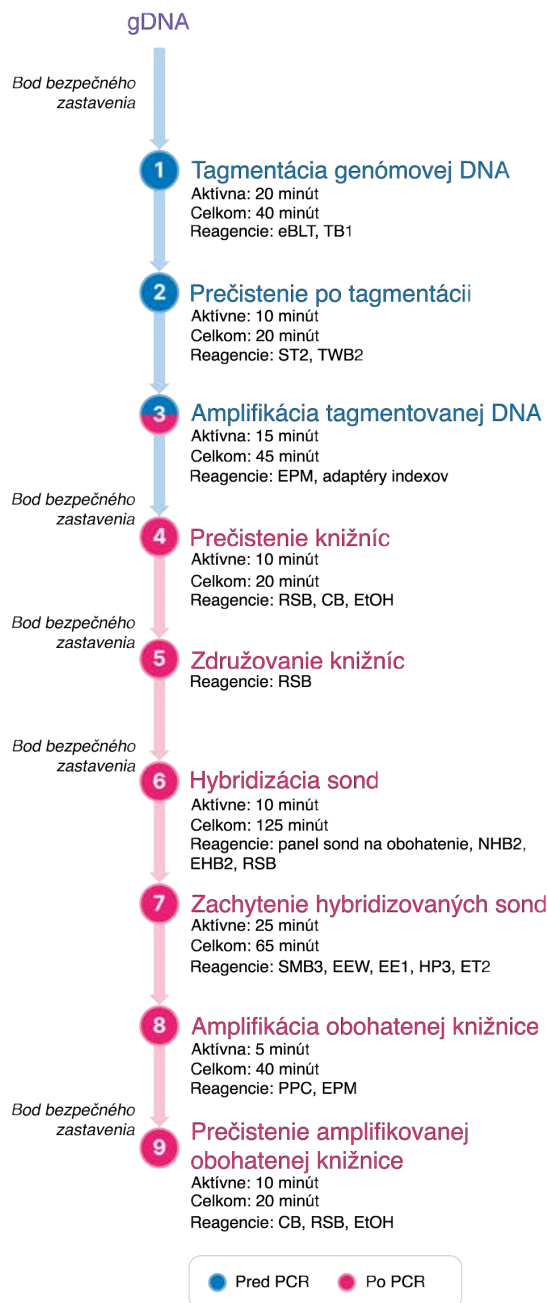 gDNA
Bod bezpečného
zastavenia
1
Tagmentácia genómovej DNA
Aktívna: 20 minút
Celkom: 40 minút
Reagencie: eBLT, TB1
2
Prečistenie po tagmentácii
Aktívne: 10 minút
Celkom: 20 minút
Reagencie: ST2, TWB2
3
Amplifikácia tagmentovanej DNA
Aktívna: 15 minút
Celkom: 45 minút
Reagencie: EPM, adaptéry indexov
Bod bezpečného
zastavenia
4
Prečistenie knižníc
Aktívne: 10 minút
Celkom: 20 minút
Reagencie: RSB, CB, EtOH
Bod bezpečného
zastavenia
5
Združovanie knižníc
Reagencie: RSB
Bod bezpečného
zastavenia
6
Hybridizácia sond
Aktívne: 10 minút
Celkom: 125 minút
Reagencie: panel sond na obohatenie, NHB2,
EHB2, RSB
7
Zachytenie hybridizovaných sond
Aktívne: 25 minút
Celkom: 65 minút
Reagencie: SMB3, EEW, EE1, HP3, ET2
8
Amplifikácia obohatenej knižnice
Aktívna: 5 minút
Celkom: 40 minút
Reagencie: PPC, EPM
Bod bezpečného
zastavenia
9
Prečistenie amplifikovanej
obohatenej knižnice
Aktívne: 10 minút
Celkom: 20 minút
Reagencie: CB, RSB, EtOH
Pred PCR
Po PCR